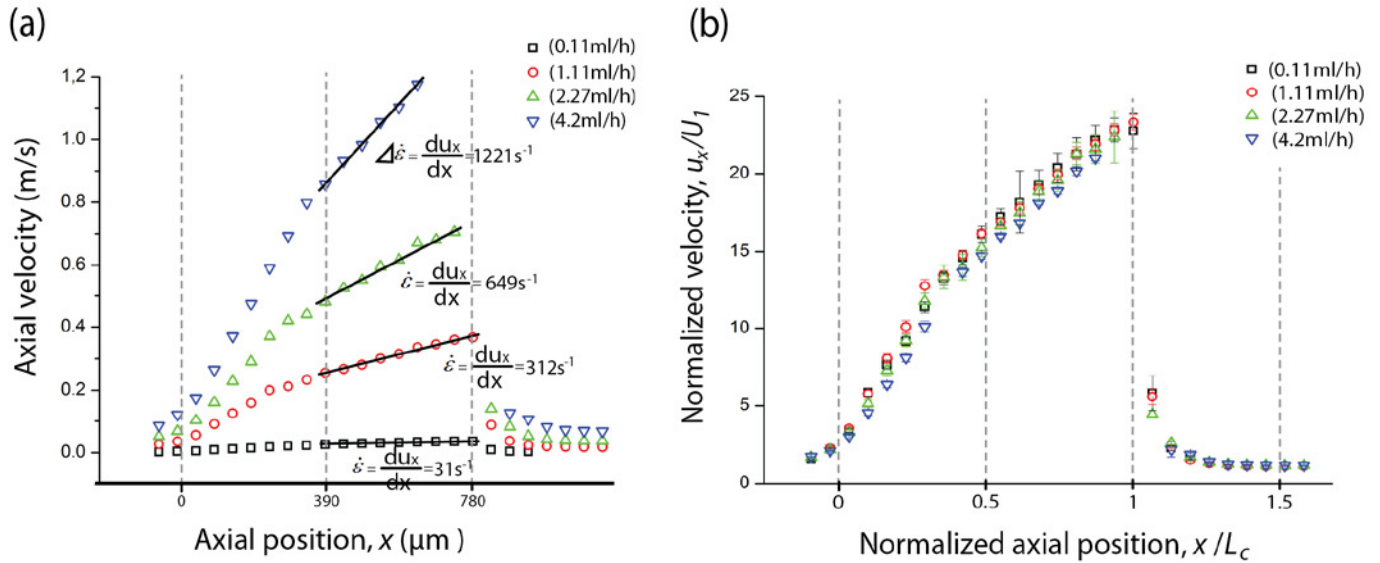 (a)
(0.11ml/h)
(1.11ml/h)
(2.27ml/h)
(4.2ml/h)
1,2
1.0
0.8
0.6
0.4
0.2
0.0
Axial velocity (m/s)
ε̇ = du_x/dx = 1221s⁻¹
ε̇ = du_x/dx = 649s⁻¹
ε̇ = du_x/dx = 312s⁻¹
ε̇ = du_x/dx = 31s⁻¹
0 390 780
Axial position, x (µm )
(b)
(0.11ml/h)
(1.11ml/h)
(2.27ml/h)
(4.2ml/h)
25
20
15
10
5
0
Normalized velocity, u_x/U_1
0 0.5 1 1.5
Normalized axial position, x /L_c